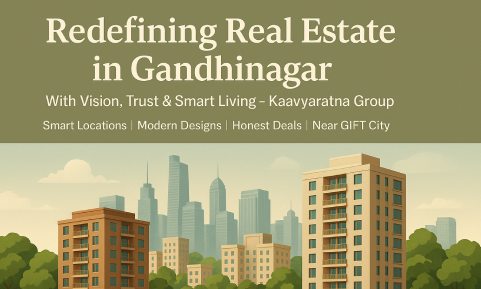 Redefining Real Estate
in Gandhinagar
With Vision, Trust & Smart Living – Kaavyaratna Group
Smart Locations | Modern Designs | Honest Deals | Near GIFT City